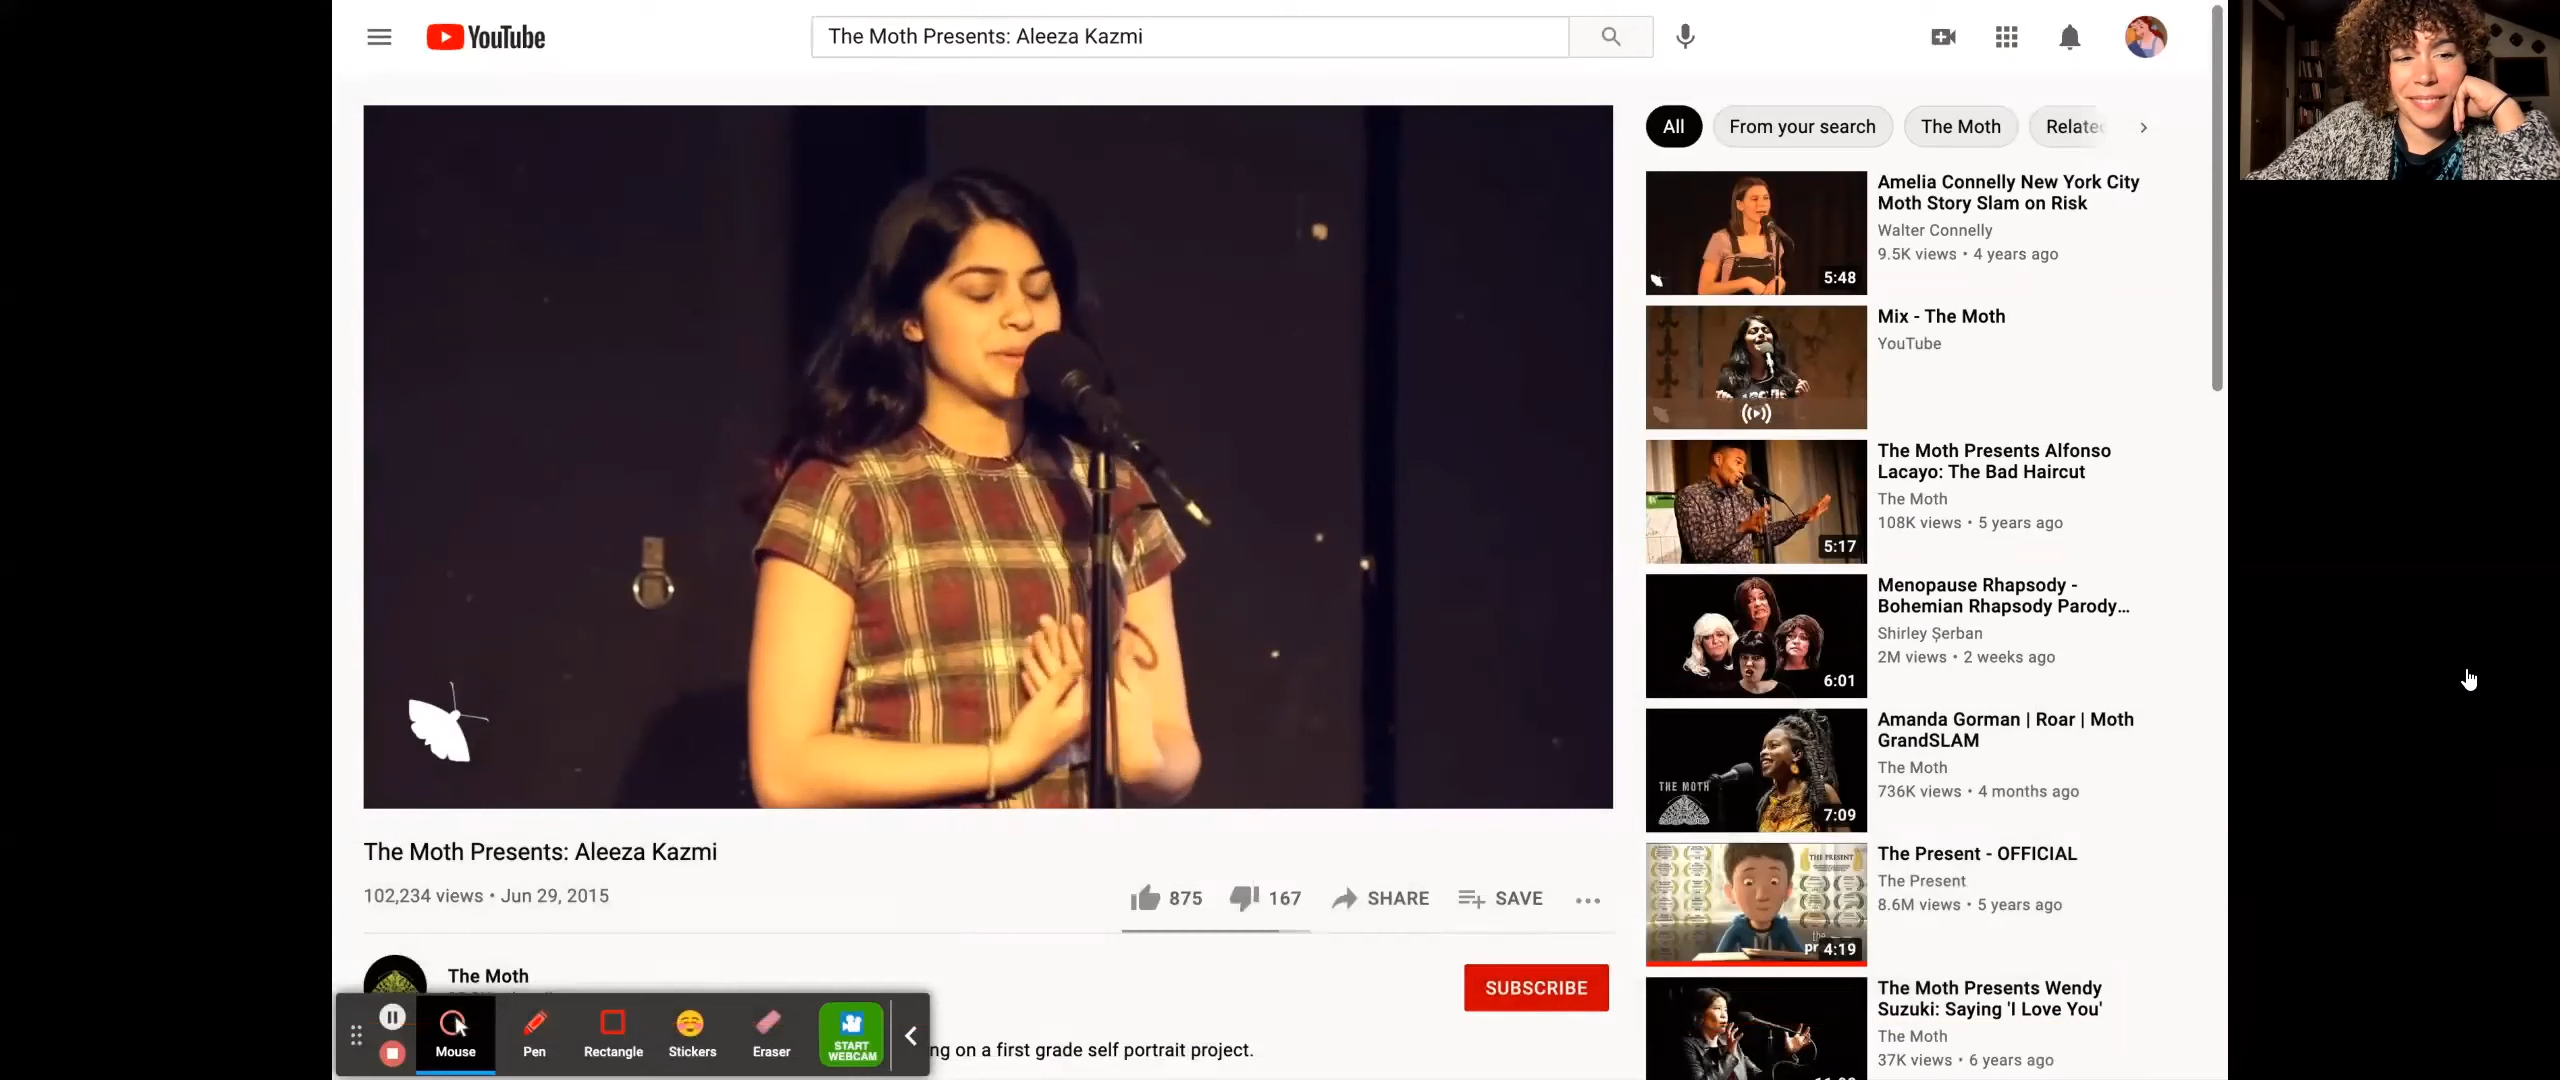 YouTube
The Moth Presents: Aleeza Kazmi
All
From your search
The Moth
Related
Amelia Connelly New York City
Moth Story Slam on Risk
Walter Connelly
9.5K views • 4 years ago
5:48
Mix - The Moth
YouTube
The Moth Presents Alfonso
Lacayo: The Bad Haircut
The Moth
108K views • 5 years ago
5:17
Menopause Rhapsody -
Bohemian Rhapsody Parody...
Shirley Șerban
2M views • 2 weeks ago
6:01
Amanda Gorman | Roar | Moth
GrandSLAM
The Moth
736K views • 4 months ago
THE MOTH
7:09
The Present - OFFICIAL
The Present
8.6M views • 5 years ago
THE PRESENT
the
pr
4:19
The Moth Presents Wendy
Suzuki: Saying 'I Love You'
The Moth
37K views • 6 years ago
The Moth Presents: Aleeza Kazmi
102,234 views • Jun 29, 2015
875
167
SHARE
SAVE
The Moth
SUBSCRIBE
ng on a first grade self portrait project.
Mouse
Pen
Rectangle
Stickers
Eraser
START
WEBCAM